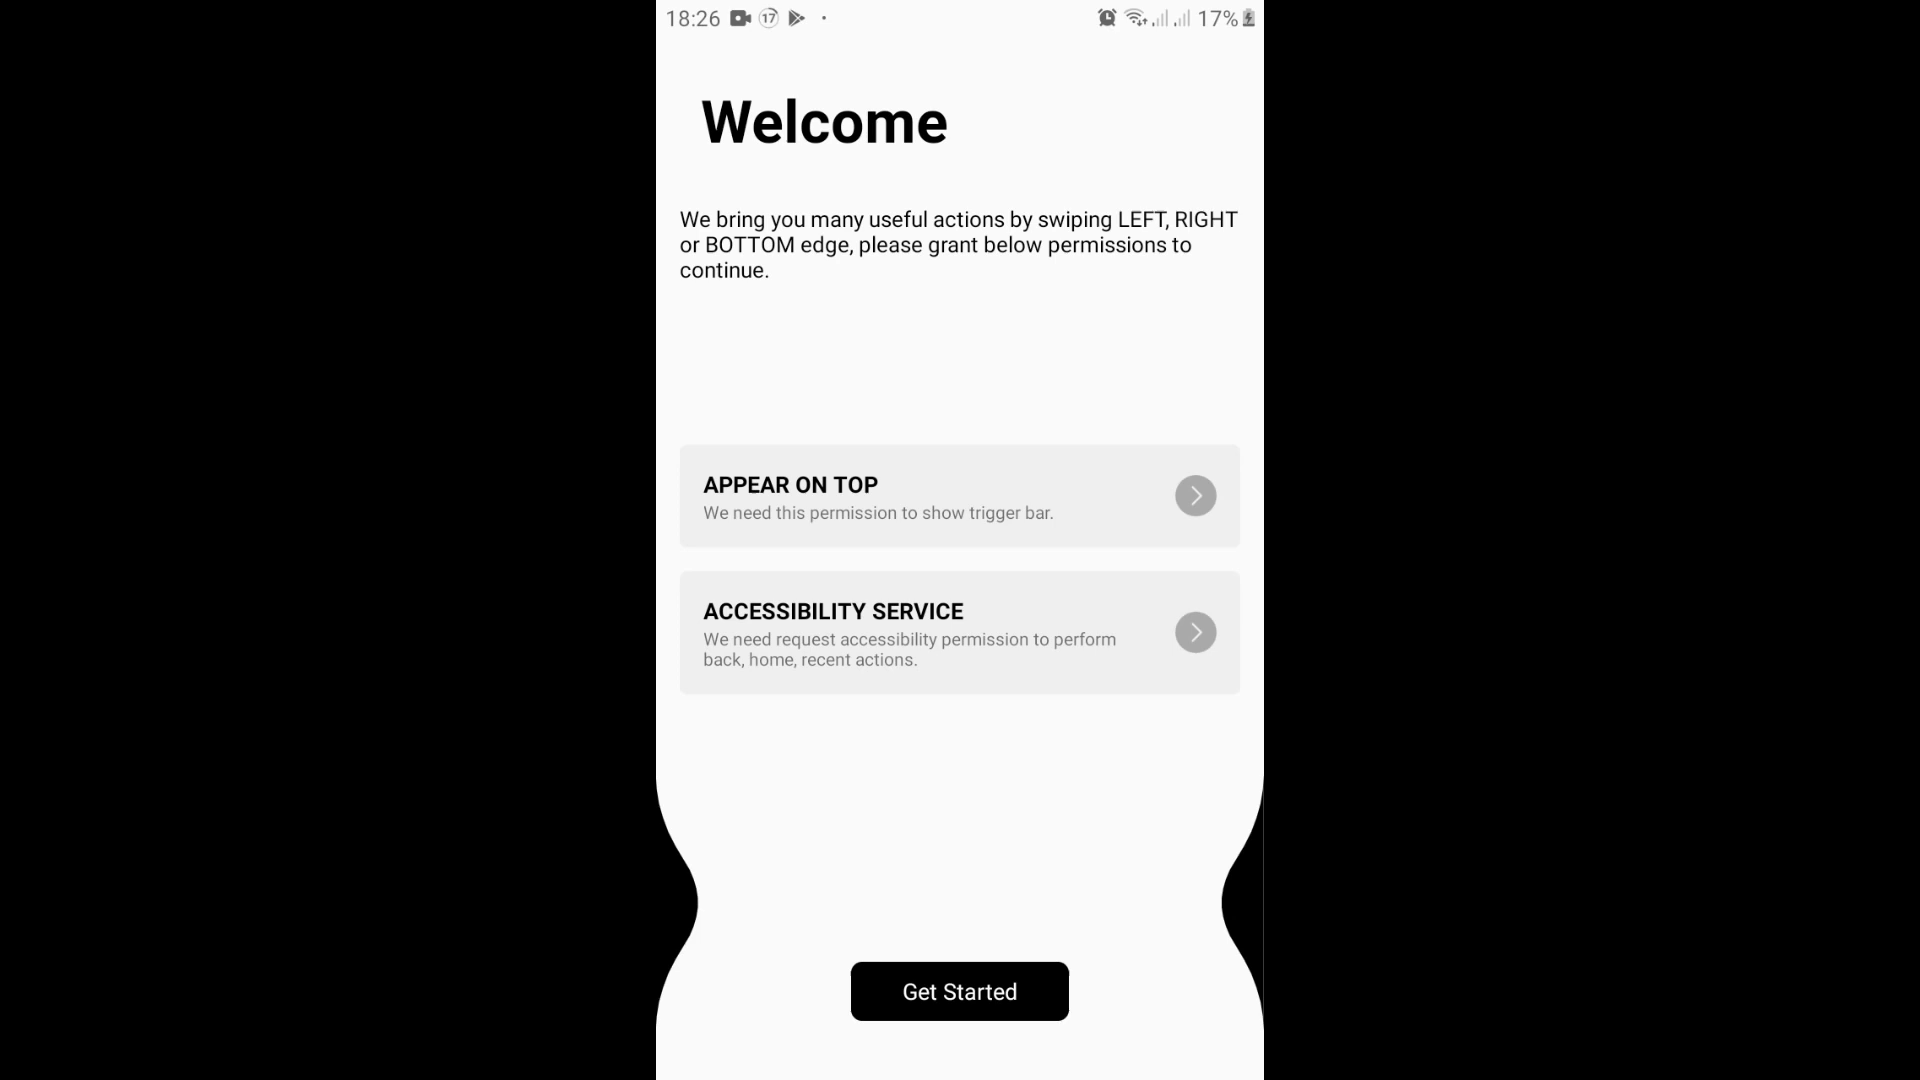 18:26 17 17%
Welcome
We bring you many useful actions by swiping LEFT, RIGHT
or BOTTOM edge, please grant below permissions to
continue.
APPEAR ON TOP
We need this permission to show trigger bar.
ACCESSIBILITY SERVICE
We need request accessibility permission to perform
back, home, recent actions.
Get Started